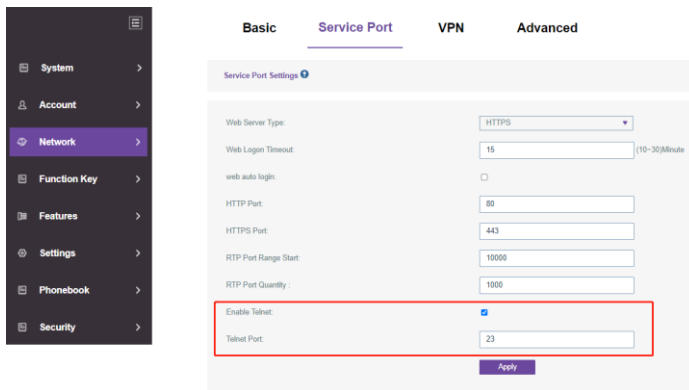 System
Account
Network
Function Key
Features
Settings
Phonebook
Security
Basic Service Port VPN Advanced
Service Port Settings
Web Server Type: HTTPS
Web Logon Timeout: 15 (10~30)Minute
web auto login:
HTTP Port: 80
HTTPS Port: 443
RTP Port Range Start: 10000
RTP Port Quantity : 1000
Enable Telnet:
Telnet Port: 23
Apply